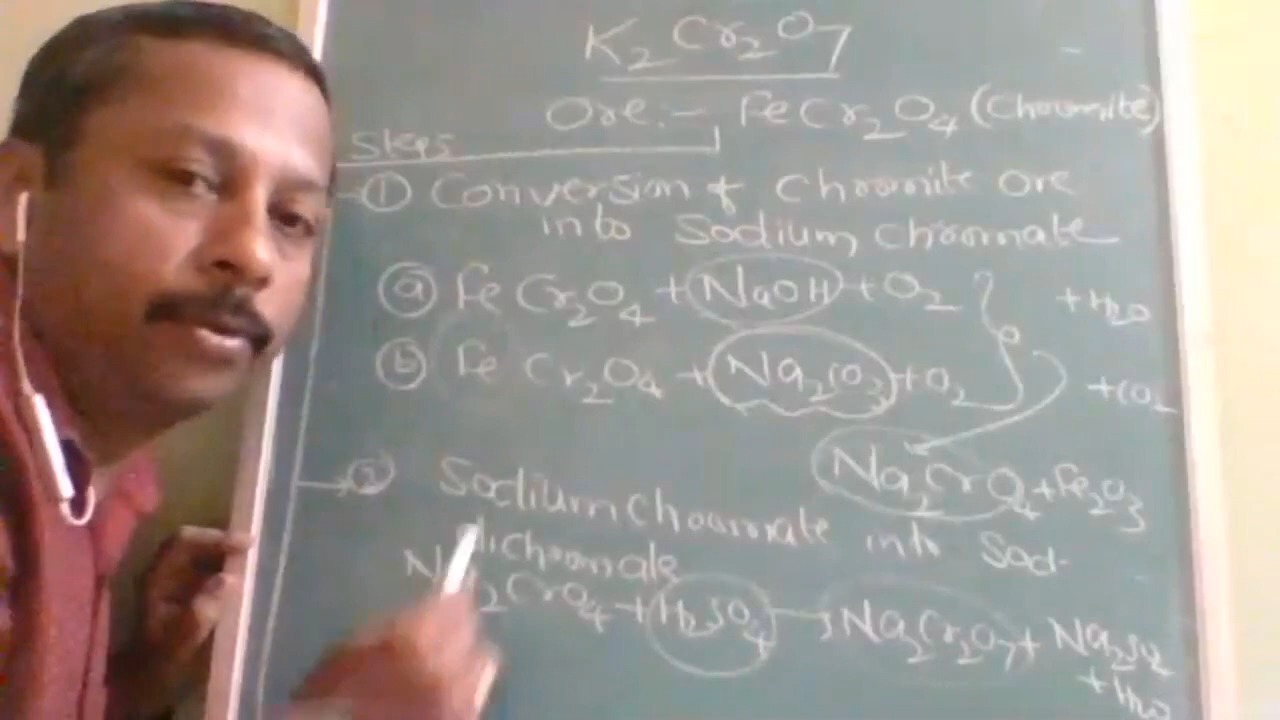 K2Cr2O7
Ore :- FeCr2O4 (Chromite)
Steps
① Conversion of Chromite Ore
into Sodium Chromate
ⓐ FeCr2O4 + NaOH + O2 + H2O
ⓑ FeCr2O4 + Na2CO3 + O2 + CO2
Na2CrO4 + Fe2O3
② Sodium Chromate into Sod.
dichromate
Na2CrO4 + H2SO4 → Na2Cr2O7 + Na2SO4
+ H2O